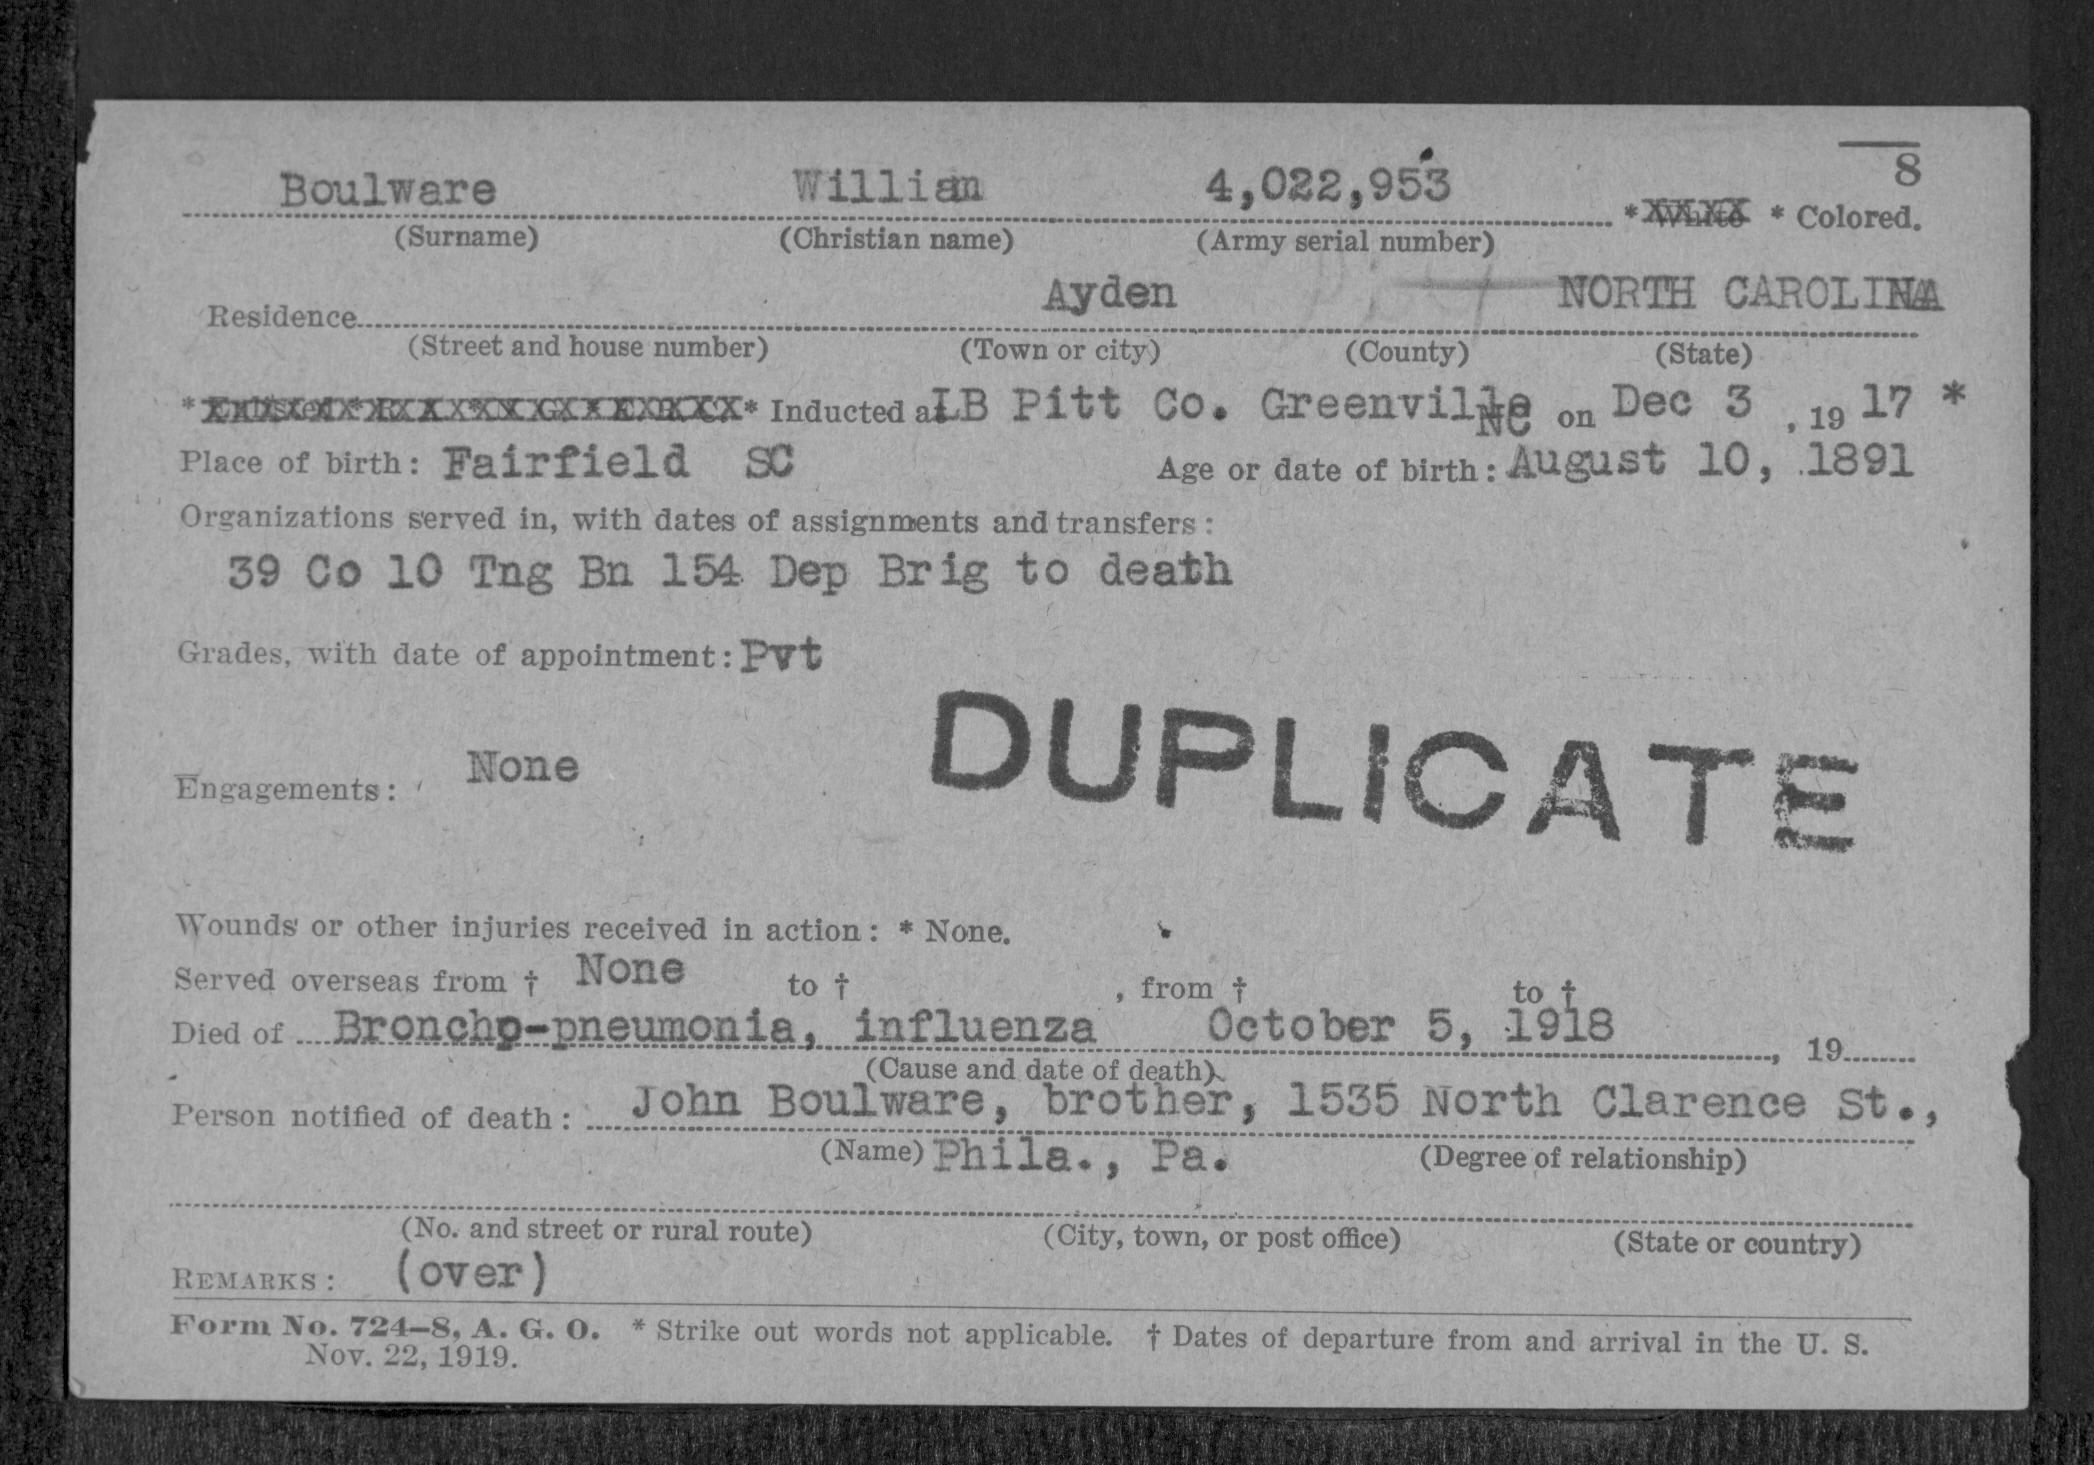 8
Boulware Willian 4,022,953 * White * Colored.
(Surname) (Christian name) (Army serial number)
Ayden NORTH CAROLINA
Residence
(Street and house number) (Town or city) (County) (State)
* Inducted at LB Pitt Co. Greenville NC on Dec 3 , 19 17 *
Place of birth: Fairfield SC Age or date of birth: August 10, 1891
Organizations served in, with dates of assignments and transfers:
39 Co 10 Tng Bn 154 Dep Brig to death
Grades, with date of appointment: Pvt
DUPLICATE
Engagements: None
Wounds or other injuries received in action: * None.
Served overseas from † None to † , from † to †
Died of Broncho-pneumonia, influenza October 5, 1918 , 19
(Cause and date of death)
Person notified of death: John Boulware, brother, 1535 North Clarence St.,
(Name) Phila., Pa. (Degree of relationship)
(No. and street or rural route) (City, town, or post office) (State or country)
REMARKS: (over)
Form No. 724-8, A. G. O. * Strike out words not applicable. † Dates of departure from and arrival in the U. S.
Nov. 22, 1919.